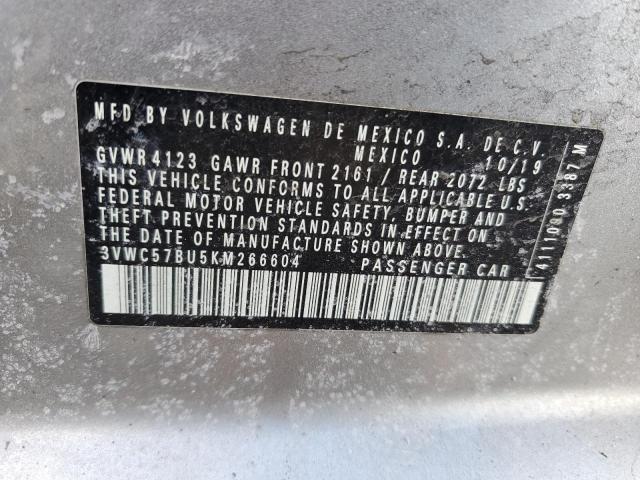 MFD BY VOLKSWAGEN DE MEXICO S.A. DE C.V.
MEXICO 10/19
GVWR 4123 GAWR FRONT 2161 / REAR 2072 LBS
THIS VEHICLE CONFORMS TO ALL APPLICABLE U.S.
FEDERAL MOTOR VEHICLE SAFETY, BUMPER AND
THEFT PREVENTION STANDARDS IN EFFECT ON
THE DATE OF MANUFACTURE SHOWN ABOVE.
3VWC57BU5KM266604 PASSENGER CAR
3387 M